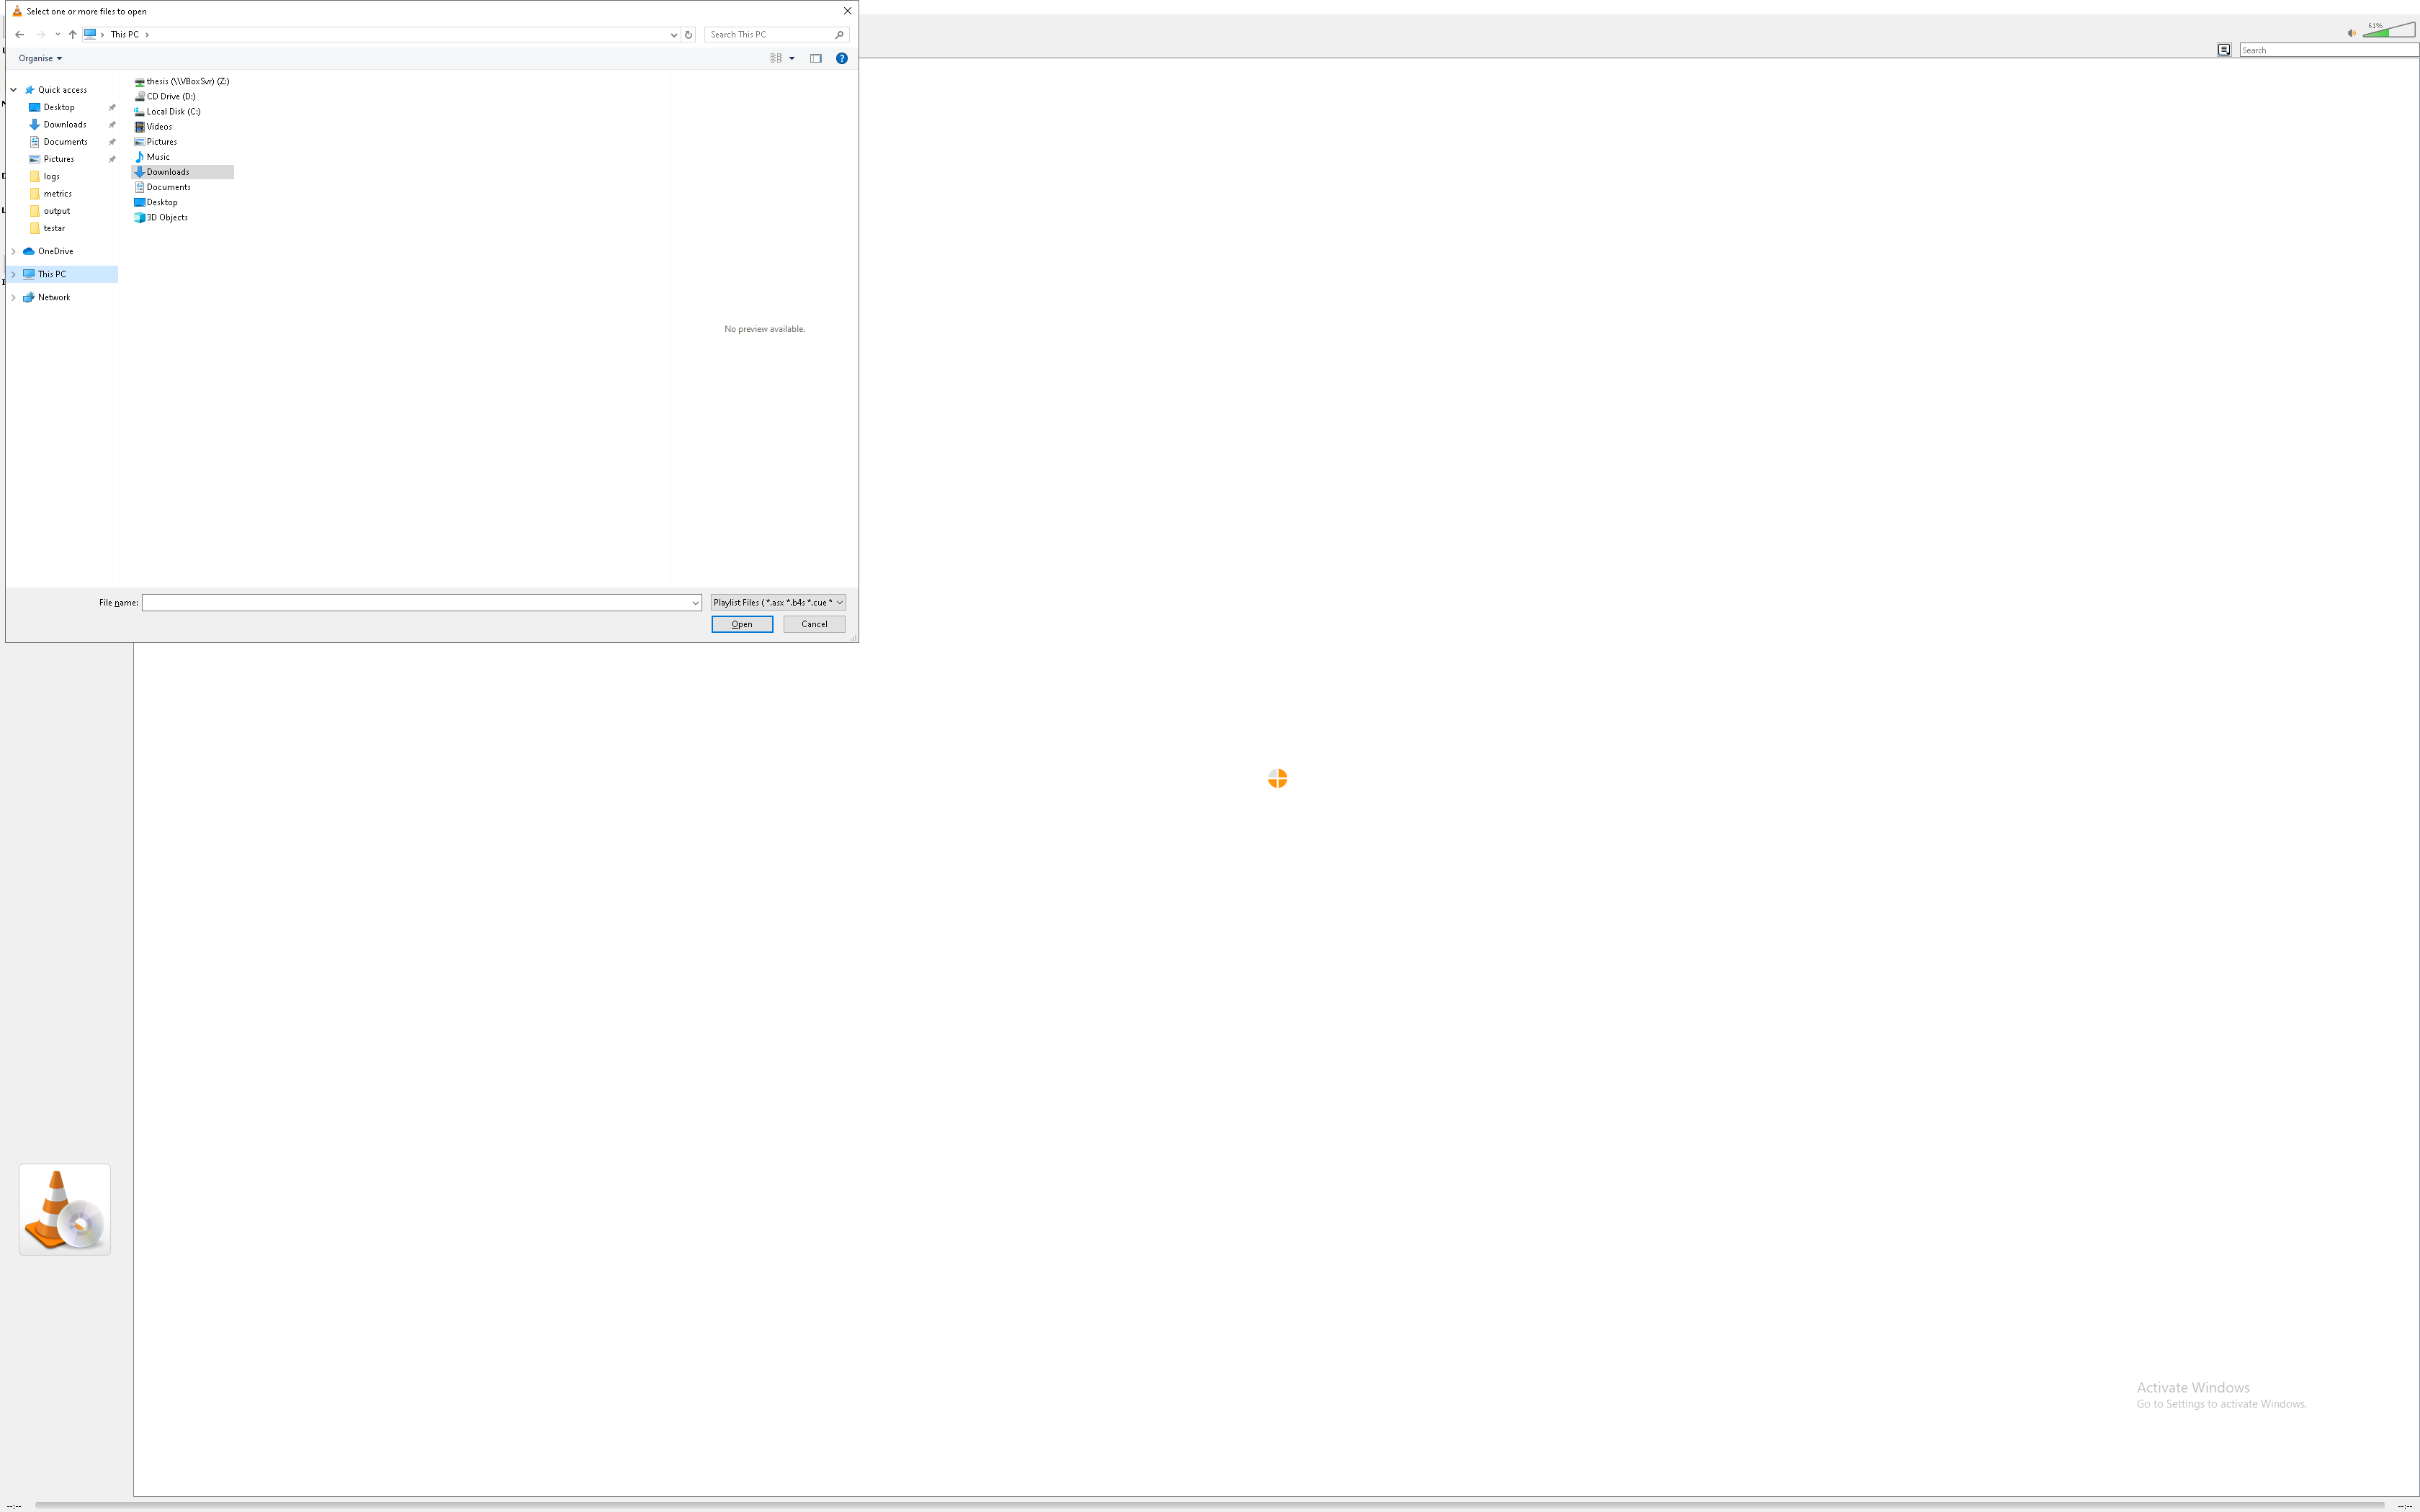 Select one or more files to open
This PC
Search This PC
Organise
61%
Search
Quick access
Desktop
Downloads
Documents
Pictures
logs
metrics
output
testar
OneDrive
This PC
Network
thesis (\\VBoxSvr) (Z:)
CD Drive (D:)
Local Disk (C:)
Videos
Pictures
Music
Downloads
Documents
Desktop
3D Objects
No preview available.
File name:
Playlist Files ( *.asx *.b4s *.cue *
Open
Cancel
Activate Windows
Go to Settings to activate Windows.
--:--
--:--